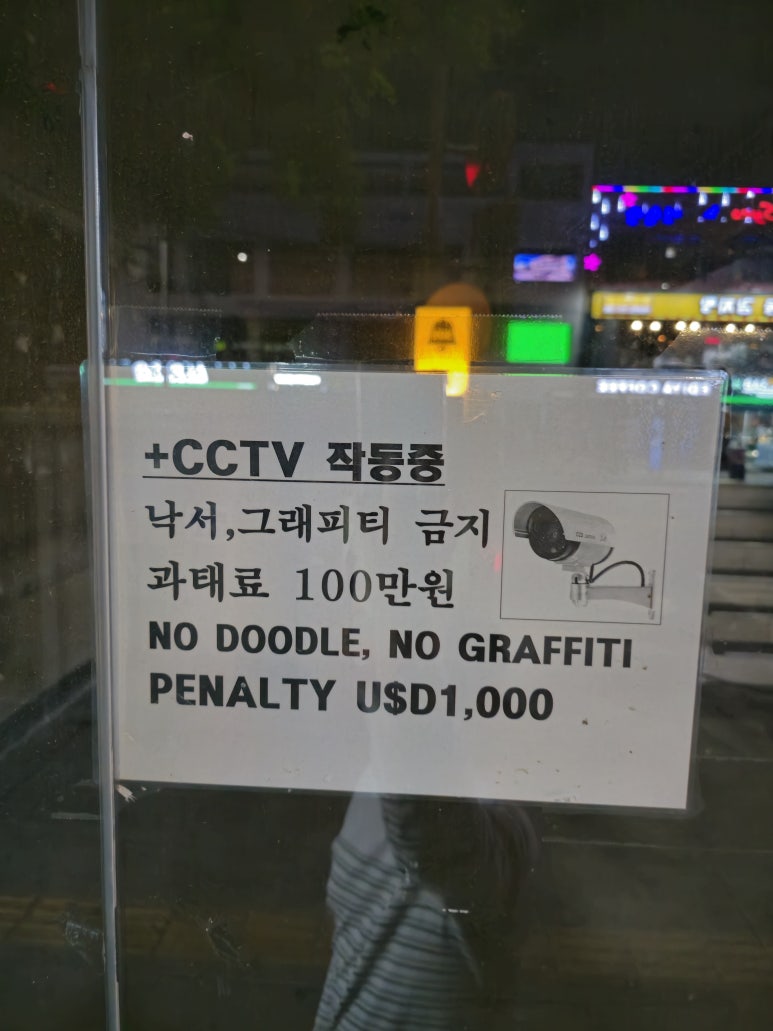 +CCTV 작동중
낙서,그래피티 금지
과태료 100만원
NO DOODLE, NO GRAFFITI
PENALTY U$D1,000